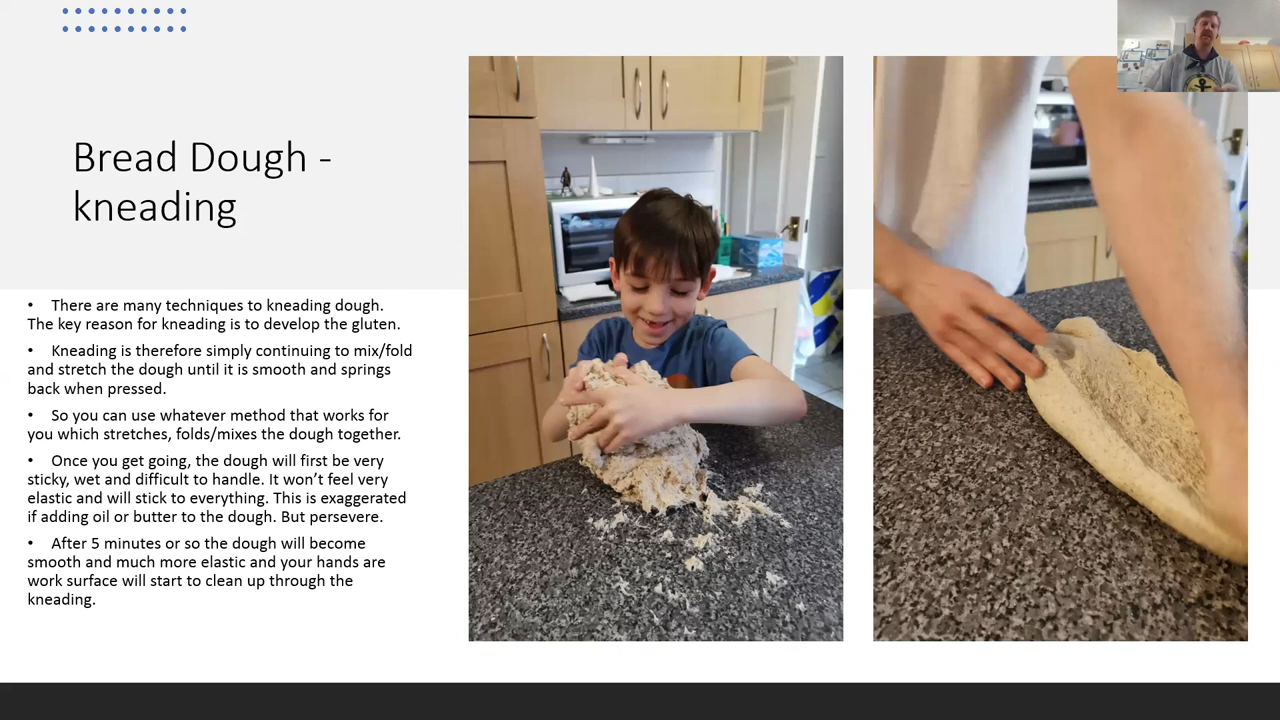 Bread Dough -
kneading
• There are many techniques to kneading dough.
The key reason for kneading is to develop the gluten.
• Kneading is therefore simply continuing to mix/fold
and stretch the dough until it is smooth and springs
back when pressed.
• So you can use whatever method that works for
you which stretches, folds/mixes the dough together.
• Once you get going, the dough will first be very
sticky, wet and difficult to handle. It won’t feel very
elastic and will stick to everything. This is exaggerated
if adding oil or butter to the dough. But persevere.
• After 5 minutes or so the dough will become
smooth and much more elastic and your hands are
work surface will start to clean up through the
kneading.